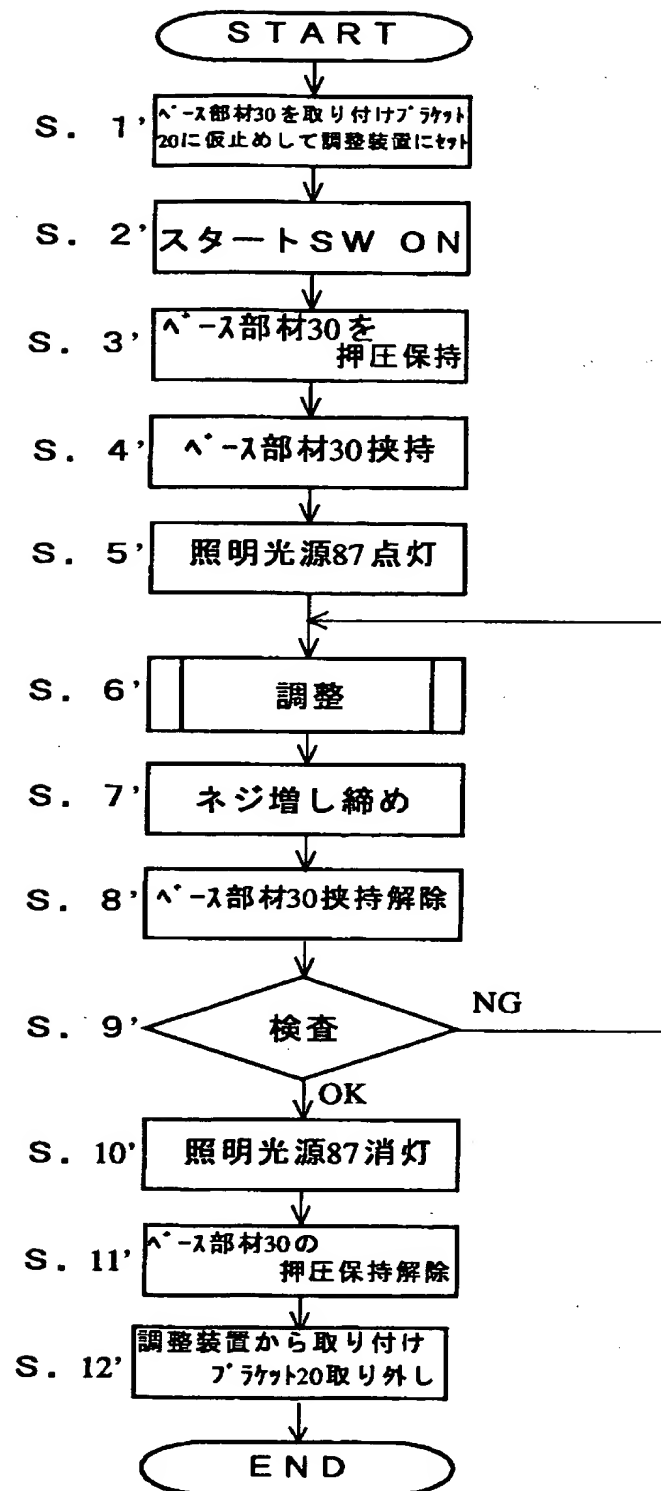 START
S. 1' ﾍﾞｰｽ部材30を取り付けﾌﾞﾗｹｯﾄ
20に仮止めして調整装置にｾｯﾄ
S. 2' スタートSW ON
S. 3' ﾍﾞｰｽ部材30を
押圧保持
S. 4' ﾍﾞｰｽ部材30挟持
S. 5' 照明光源87点灯
S. 6' 調整
S. 7' ネジ増し締め
S. 8' ﾍﾞｰｽ部材30挟持解除
S. 9' 検査 NG
OK
S. 10' 照明光源87消灯
S. 11' ﾍﾞｰｽ部材30の
押圧保持解除
S. 12' 調整装置から取り付け
ﾌﾞﾗｹｯﾄ20取り外し
END